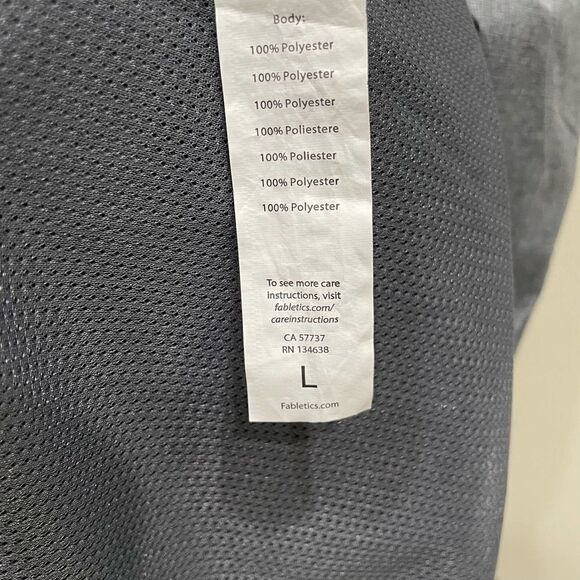 Body:
100% Polyester
100% Polyester
100% Polyester
100% Poliestere
100% Poliester
100% Polyester
100% Polyester
To see more care
instructions, visit
fabletics.com/
careinstructions
CA 57737
RN 134638
L
Fabletics.com